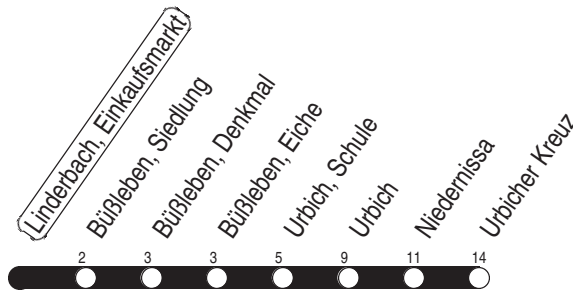 Linderbach, Einkaufsmarkt
Büßleben, Siedlung
Büßleben, Denkmal
Büßleben, Eiche
Urbich, Schule
Urbich
Niedernissa
Urbicher Kreuz
2 3 3 5 9 11 14